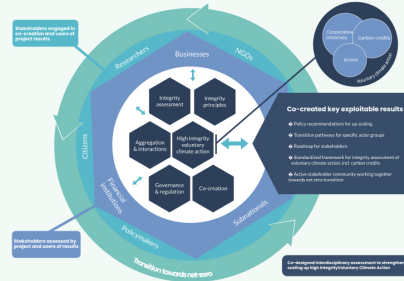 Stakeholders engaged in
co-creation and users of
project results
Researchers
Businesses
NGOs
Citizens
Financial
institutions
Policymakers
Subnationals
Integrity
assessment
Integrity
principles
Aggregation
& interactions
High integrity
voluntary
climate action
Governance
& regulation
Co-creation
Transition towards net-zero
Stakeholders assessed by
project and users of results
Cooperative
initiatives
Carbon credits
Actors
Voluntary climate action
Co-created key exploitable results
Policy recommendations for up scaling
Transition pathways for specific actor groups
Roadmap for stakeholders
Standardised framework for integrity assessment of
voluntary climate action, incl. carbon credits
Active stakeholder community working together
towards net zero transition
Co-designed interdisciplinary assessment to strengthen
scaling up high integrity Voluntary Climate Action